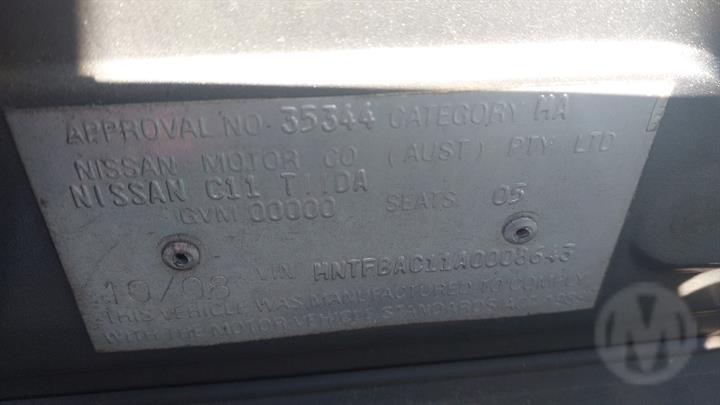 APPROVAL NO. 35344 CATEGORY MA
NISSAN MOTOR CO (AUST) PTY LTD
NISSAN C11 TIIDA
GVM 00000 SEATS. 05
10/08 VIN MNTFBAC11A0008645
THIS VEHICLE WAS MANUFACTURED TO COMPLY
WITH THE MOTOR VEHICLE STANDARDS ACT 1989
M